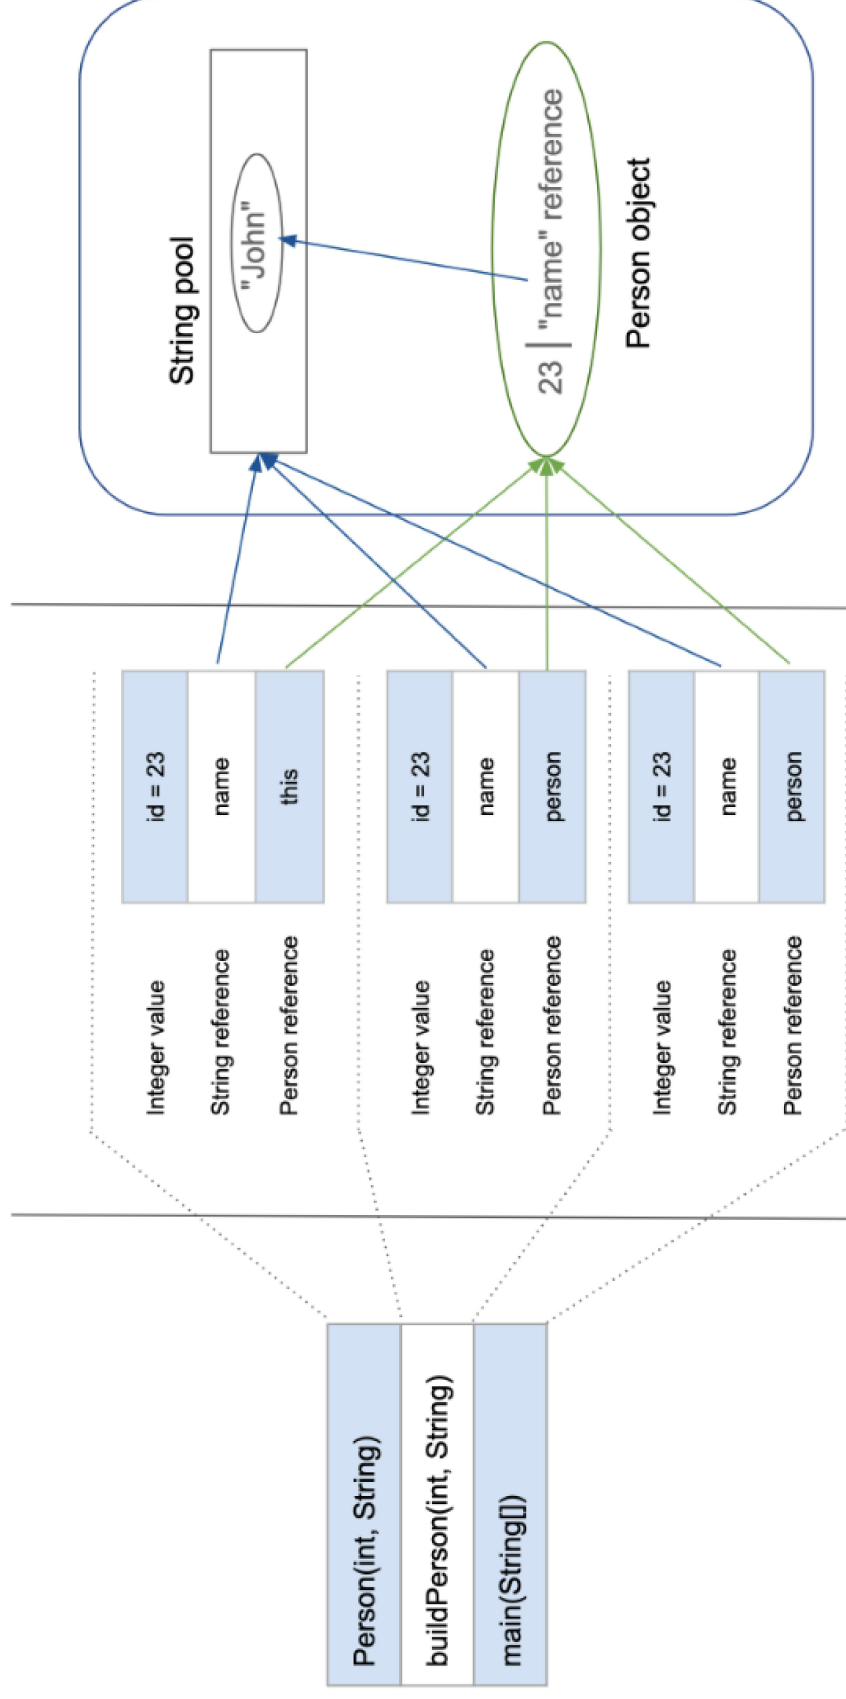 Person(int, String)
buildPerson(int, String)
main(String[])
Integer value
id = 23
String reference
name
Person reference
this
Integer value
id = 23
String reference
name
Person reference
person
Integer value
id = 23
String reference
name
Person reference
person
String pool
"John"
23 | "name" reference
Person object